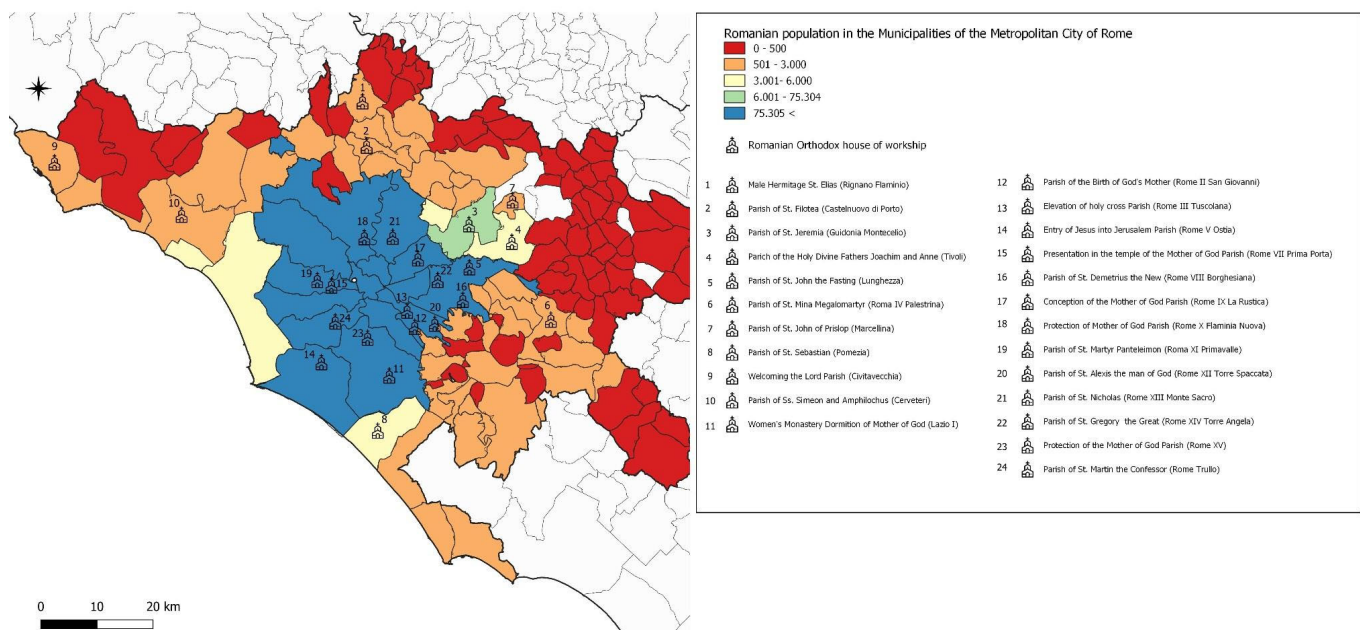 Romanian population in the Municipalities of the Metropolitan City of Rome
0 - 500
501 - 3.000
3.001- 6.000
6.001 - 75.304
75.305 <
Romanian Orthodox house of workship
1 Male Hermitage St. Elias (Rignano Flaminio)
2 Parish of St. Filotea (Castelnuovo di Porto)
3 Parish of St. Jeremia (Guidonia Montecelio)
4 Parich of the Holy Divine Fathers Joachim and Anne (Tivoli)
5 Parish of St. John the Fasting (Lunghezza)
6 Parish of St. Mina Megalomartyr (Roma IV Palestrina)
7 Parish of St. John of Prislop (Marcellina)
8 Parish of St. Sebastian (Pomezia)
9 Welcoming the Lord Parish (Civitavecchia)
10 Parish of Ss. Simeon and Amphilochus (Cerveteri)
11 Women's Monastery Dormition of Mother of God (Lazio I)
12 Parish of the Birth of God's Mother (Rome II San Giovanni)
13 Elevation of holy cross Parish (Rome III Tuscolana)
14 Entry of Jesus into Jerusalem Parish (Rome V Ostia)
15 Presentation in the temple of the Mother of God Parish (Rome VII Prima Porta)
16 Parish of St. Demetrius the New (Rome VIII Borghesiana)
17 Conception of the Mother of God Parish (Rome IX La Rustica)
18 Protection of Mother of God Parish (Rome X Flaminia Nuova)
19 Parish of St. Martyr Panteleimon (Roma XI Primavalle)
20 Parish of St. Alexis the man of God (Rome XII Torre Spaccata)
21 Parish of St. Nicholas (Rome XIII Monte Sacro)
22 Parish of St. Gregory the Great (Rome XIV Torre Angela)
23 Protection of the Mother of God Parish (Rome XV)
24 Parish of St. Martin the Confessor (Rome Trullo)
1
2
9
7
10
3
18 21
4
17
5
19 15
22
16
13
20 6
24
12
23
14
11
8
0 10 20 km